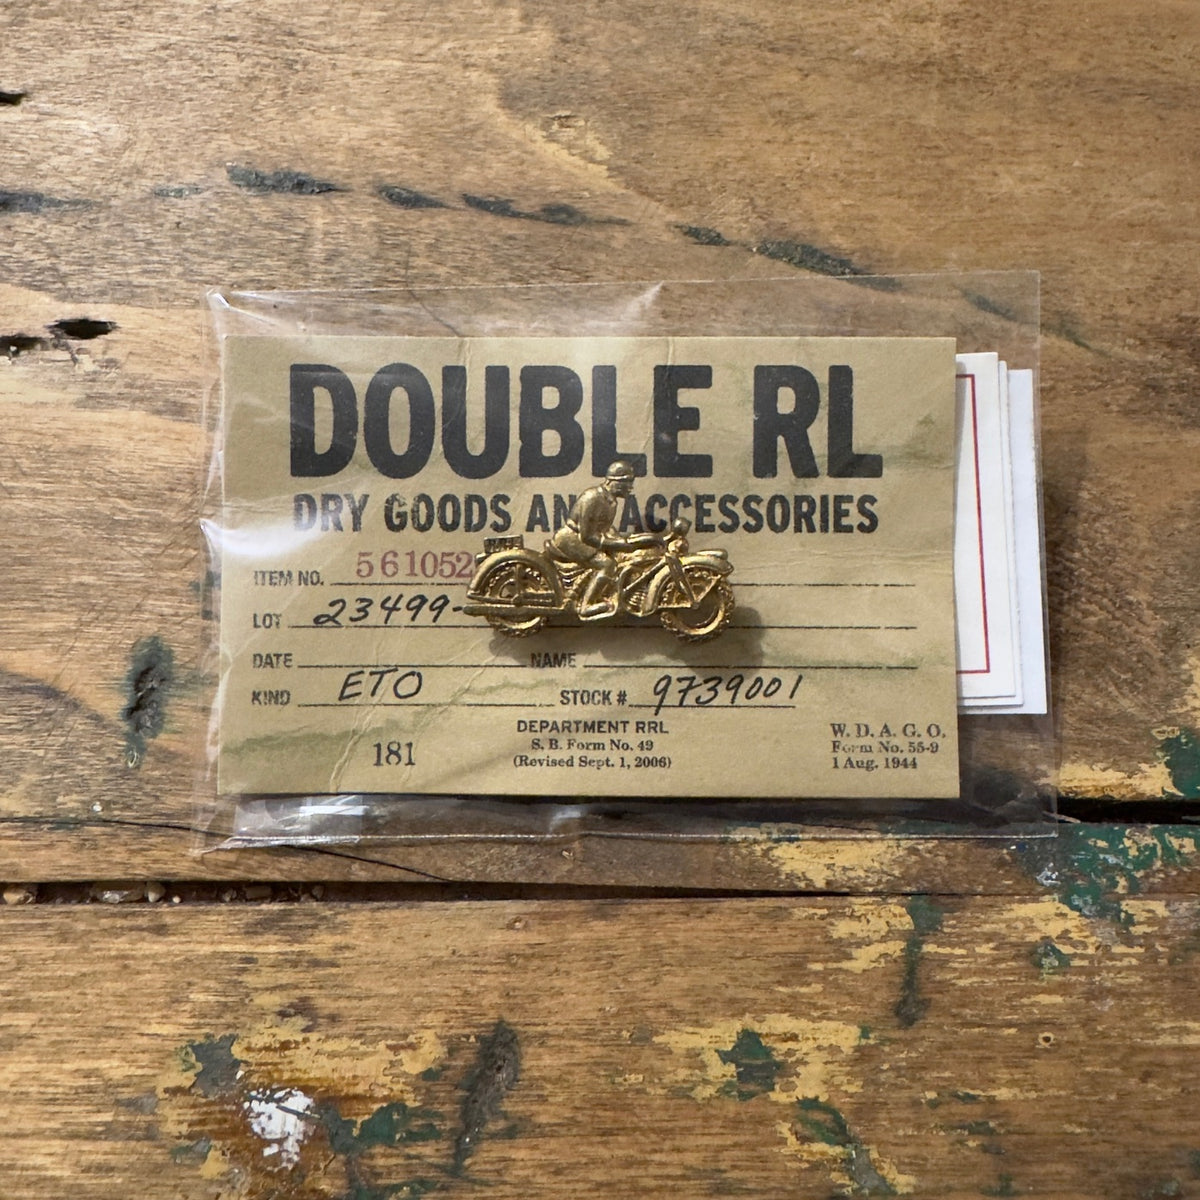 DOUBLE RL
DRY GOODS AND ACCESSORIES
ITEM NO. 561052
LOT 23499-
DATE NAME
KIND ETO STOCK # 9739001
181
DEPARTMENT RRL
S. B. Form No. 49
(Revised Sept. 1, 2006)
W. D. A. G. O.
Form No. 55-9
1 Aug. 1944